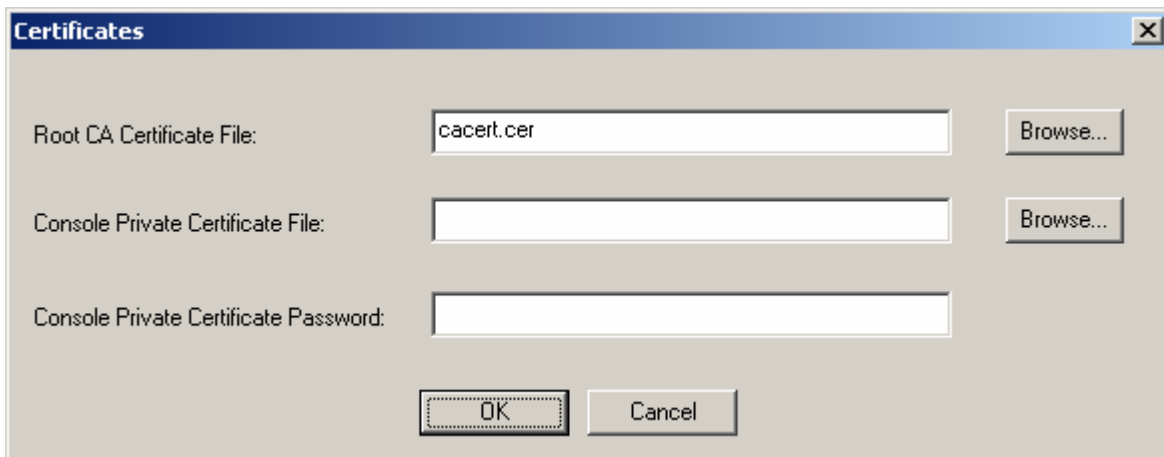 Certificates
Root CA Certificate File: cacert.cer Browse...
Console Private Certificate File: Browse...
Console Private Certificate Password:
OK Cancel